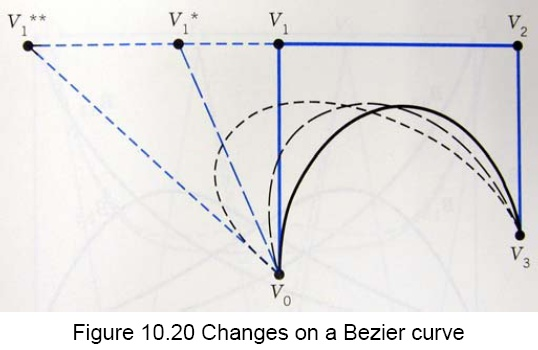 V₁** V₁* V₁ V₂
V₃
V₀
Figure 10.20 Changes on a Bezier curve